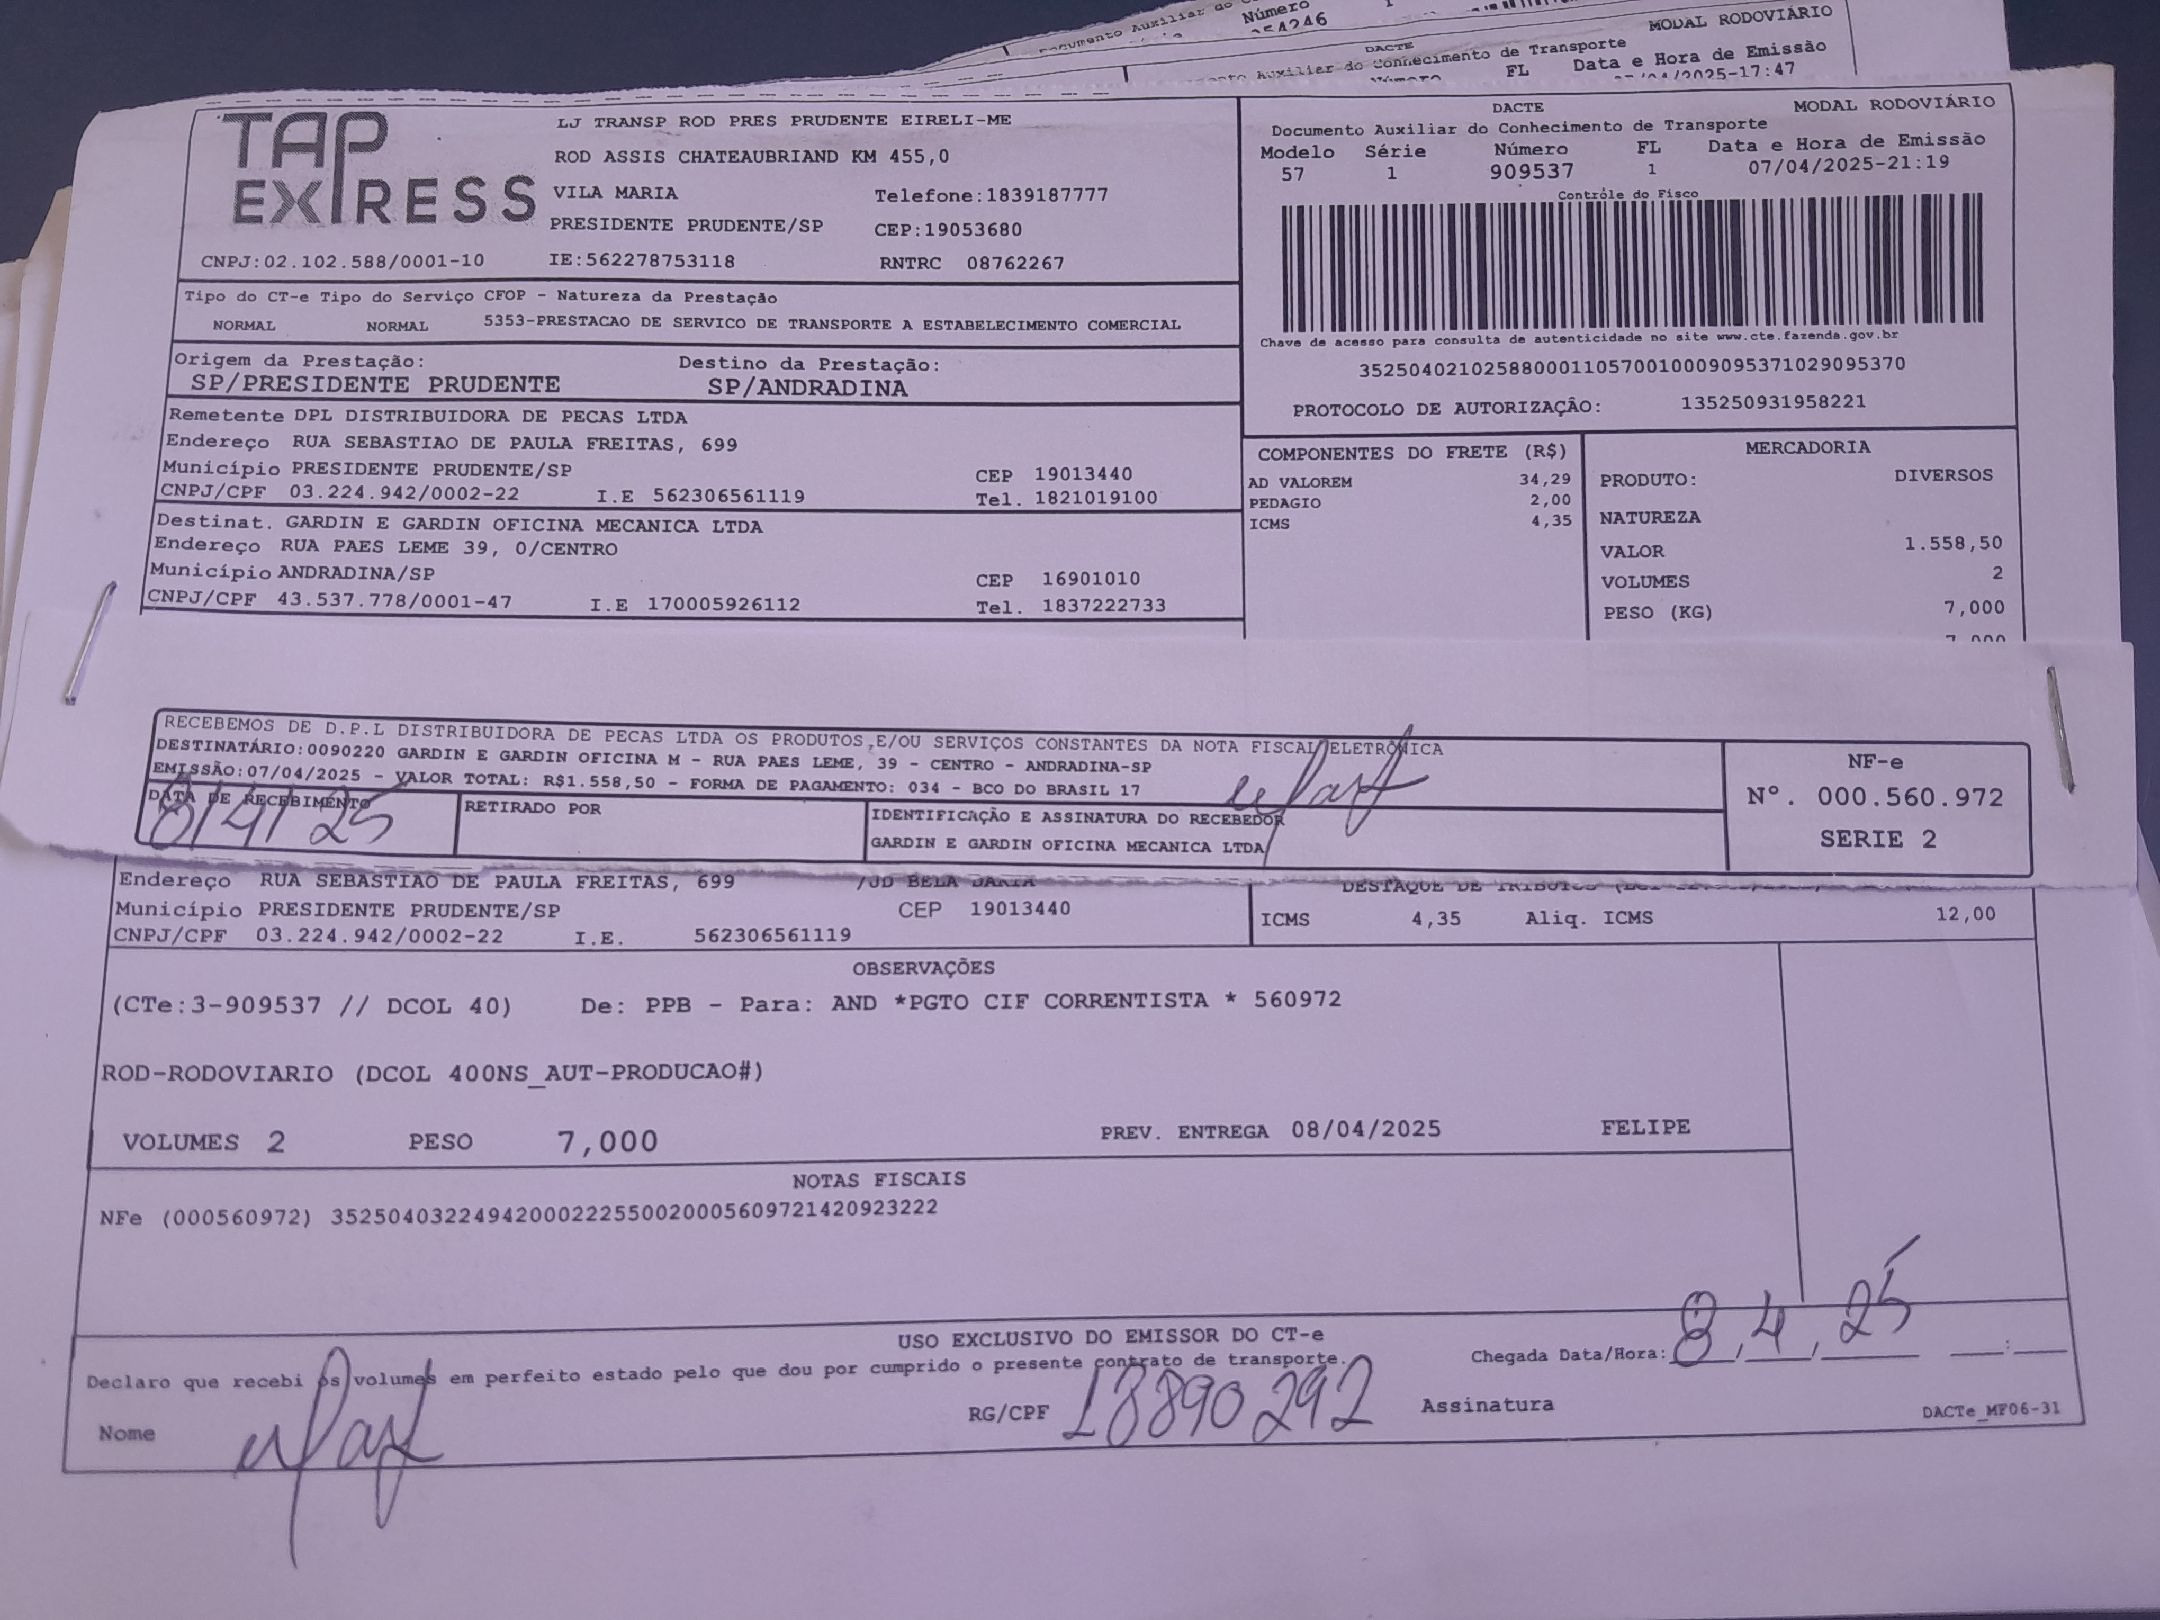 Documento Auxiliar do
Número
MODAL RODOVIÁRIO
DACTE
Auxiliar do Conhecimento de Transporte
Número
FL
Data e Hora de Emissão
/04/2025-17:47
TAP EXPRESS
LJ TRANSP ROD PRES PRUDENTE EIRELI-ME
ROD ASSIS CHATEAUBRIAND KM 455,0
VILA MARIA Telefone:1839187777
PRESIDENTE PRUDENTE/SP CEP:19053680
CNPJ:02.102.588/0001-10 IE:562278753118 RNTRC 08762267
DACTE MODAL RODOVIÁRIO
Documento Auxiliar do Conhecimento de Transporte
Modelo Série Número FL Data e Hora de Emissão
57 1 909537 1 07/04/2025-21:19
Contrôle do Fisco
Chave de acesso para consulta de autenticidade no site www.cte.fazenda.gov.br
35250402102588000110570010009095371029095370
PROTOCOLO DE AUTORIZAÇÃO: 135250931958221
Tipo do CT-e Tipo do Serviço CFOP - Natureza da Prestação
NORMAL NORMAL 5353-PRESTACAO DE SERVICO DE TRANSPORTE A ESTABELECIMENTO COMERCIAL
Origem da Prestação: Destino da Prestação:
SP/PRESIDENTE PRUDENTE SP/ANDRADINA
Remetente DPL DISTRIBUIDORA DE PECAS LTDA
Endereço RUA SEBASTIAO DE PAULA FREITAS, 699
Município PRESIDENTE PRUDENTE/SP CEP 19013440
CNPJ/CPF 03.224.942/0002-22 I.E 562306561119 Tel. 1821019100
Destinat. GARDIN E GARDIN OFICINA MECANICA LTDA
Endereço RUA PAES LEME 39, 0/CENTRO
Município ANDRADINA/SP CEP 16901010
CNPJ/CPF 43.537.778/0001-47 I.E 170005926112 Tel. 1837222733
COMPONENTES DO FRETE (R$)
AD VALOREM 34,29
PEDAGIO 2,00
ICMS 4,35
MERCADORIA
PRODUTO: DIVERSOS
NATUREZA
VALOR 1.558,50
VOLUMES 2
PESO (KG) 7,000
7,000
RECEBEMOS DE D.P.L DISTRIBUIDORA DE PECAS LTDA OS PRODUTOS,E/OU SERVIÇOS CONSTANTES DA NOTA FISCAL ELETRÔNICA
DESTINATÁRIO:0090220 GARDIN E GARDIN OFICINA M - RUA PAES LEME, 39 - CENTRO - ANDRADINA-SP
EMISSÃO:07/04/2025 - VALOR TOTAL: R$1.558,50 - FORMA DE PAGAMENTO: 034 - BCO DO BRASIL 17
DATA DE RECEBIMENTO RETIRADO POR IDENTIFICAÇÃO E ASSINATURA DO RECEBEDOR
8/4/25 GARDIN E GARDIN OFICINA MECANICA LTDA
NF-e
Nº. 000.560.972
SERIE 2
Endereço RUA SEBASTIAO DE PAULA FREITAS, 699
Município PRESIDENTE PRUDENTE/SP CEP 19013440
CNPJ/CPF 03.224.942/0002-22 I.E. 562306561119
DESTAQUE DE
ICMS 4,35 Aliq. ICMS 12,00
OBSERVAÇÕES
(CTe:3-909537 // DCOL 40) De: PPB - Para: AND *PGTO CIF CORRENTISTA * 560972
ROD-RODOVIARIO (DCOL 400NS_AUT-PRODUCAO#)
VOLUMES 2 PESO 7,000 PREV. ENTREGA 08/04/2025 FELIPE
NOTAS FISCAIS
NFe (000560972) 35250403224942000222550020005609721420923222
USO EXCLUSIVO DO EMISSOR DO CT-e
Declaro que recebi os volumes em perfeito estado pelo que dou por cumprido o presente contrato de transporte. Chegada Data/Hora: 8/4/25 :
Nome RG/CPF 13890292 Assinatura
DACTe_MF06-31